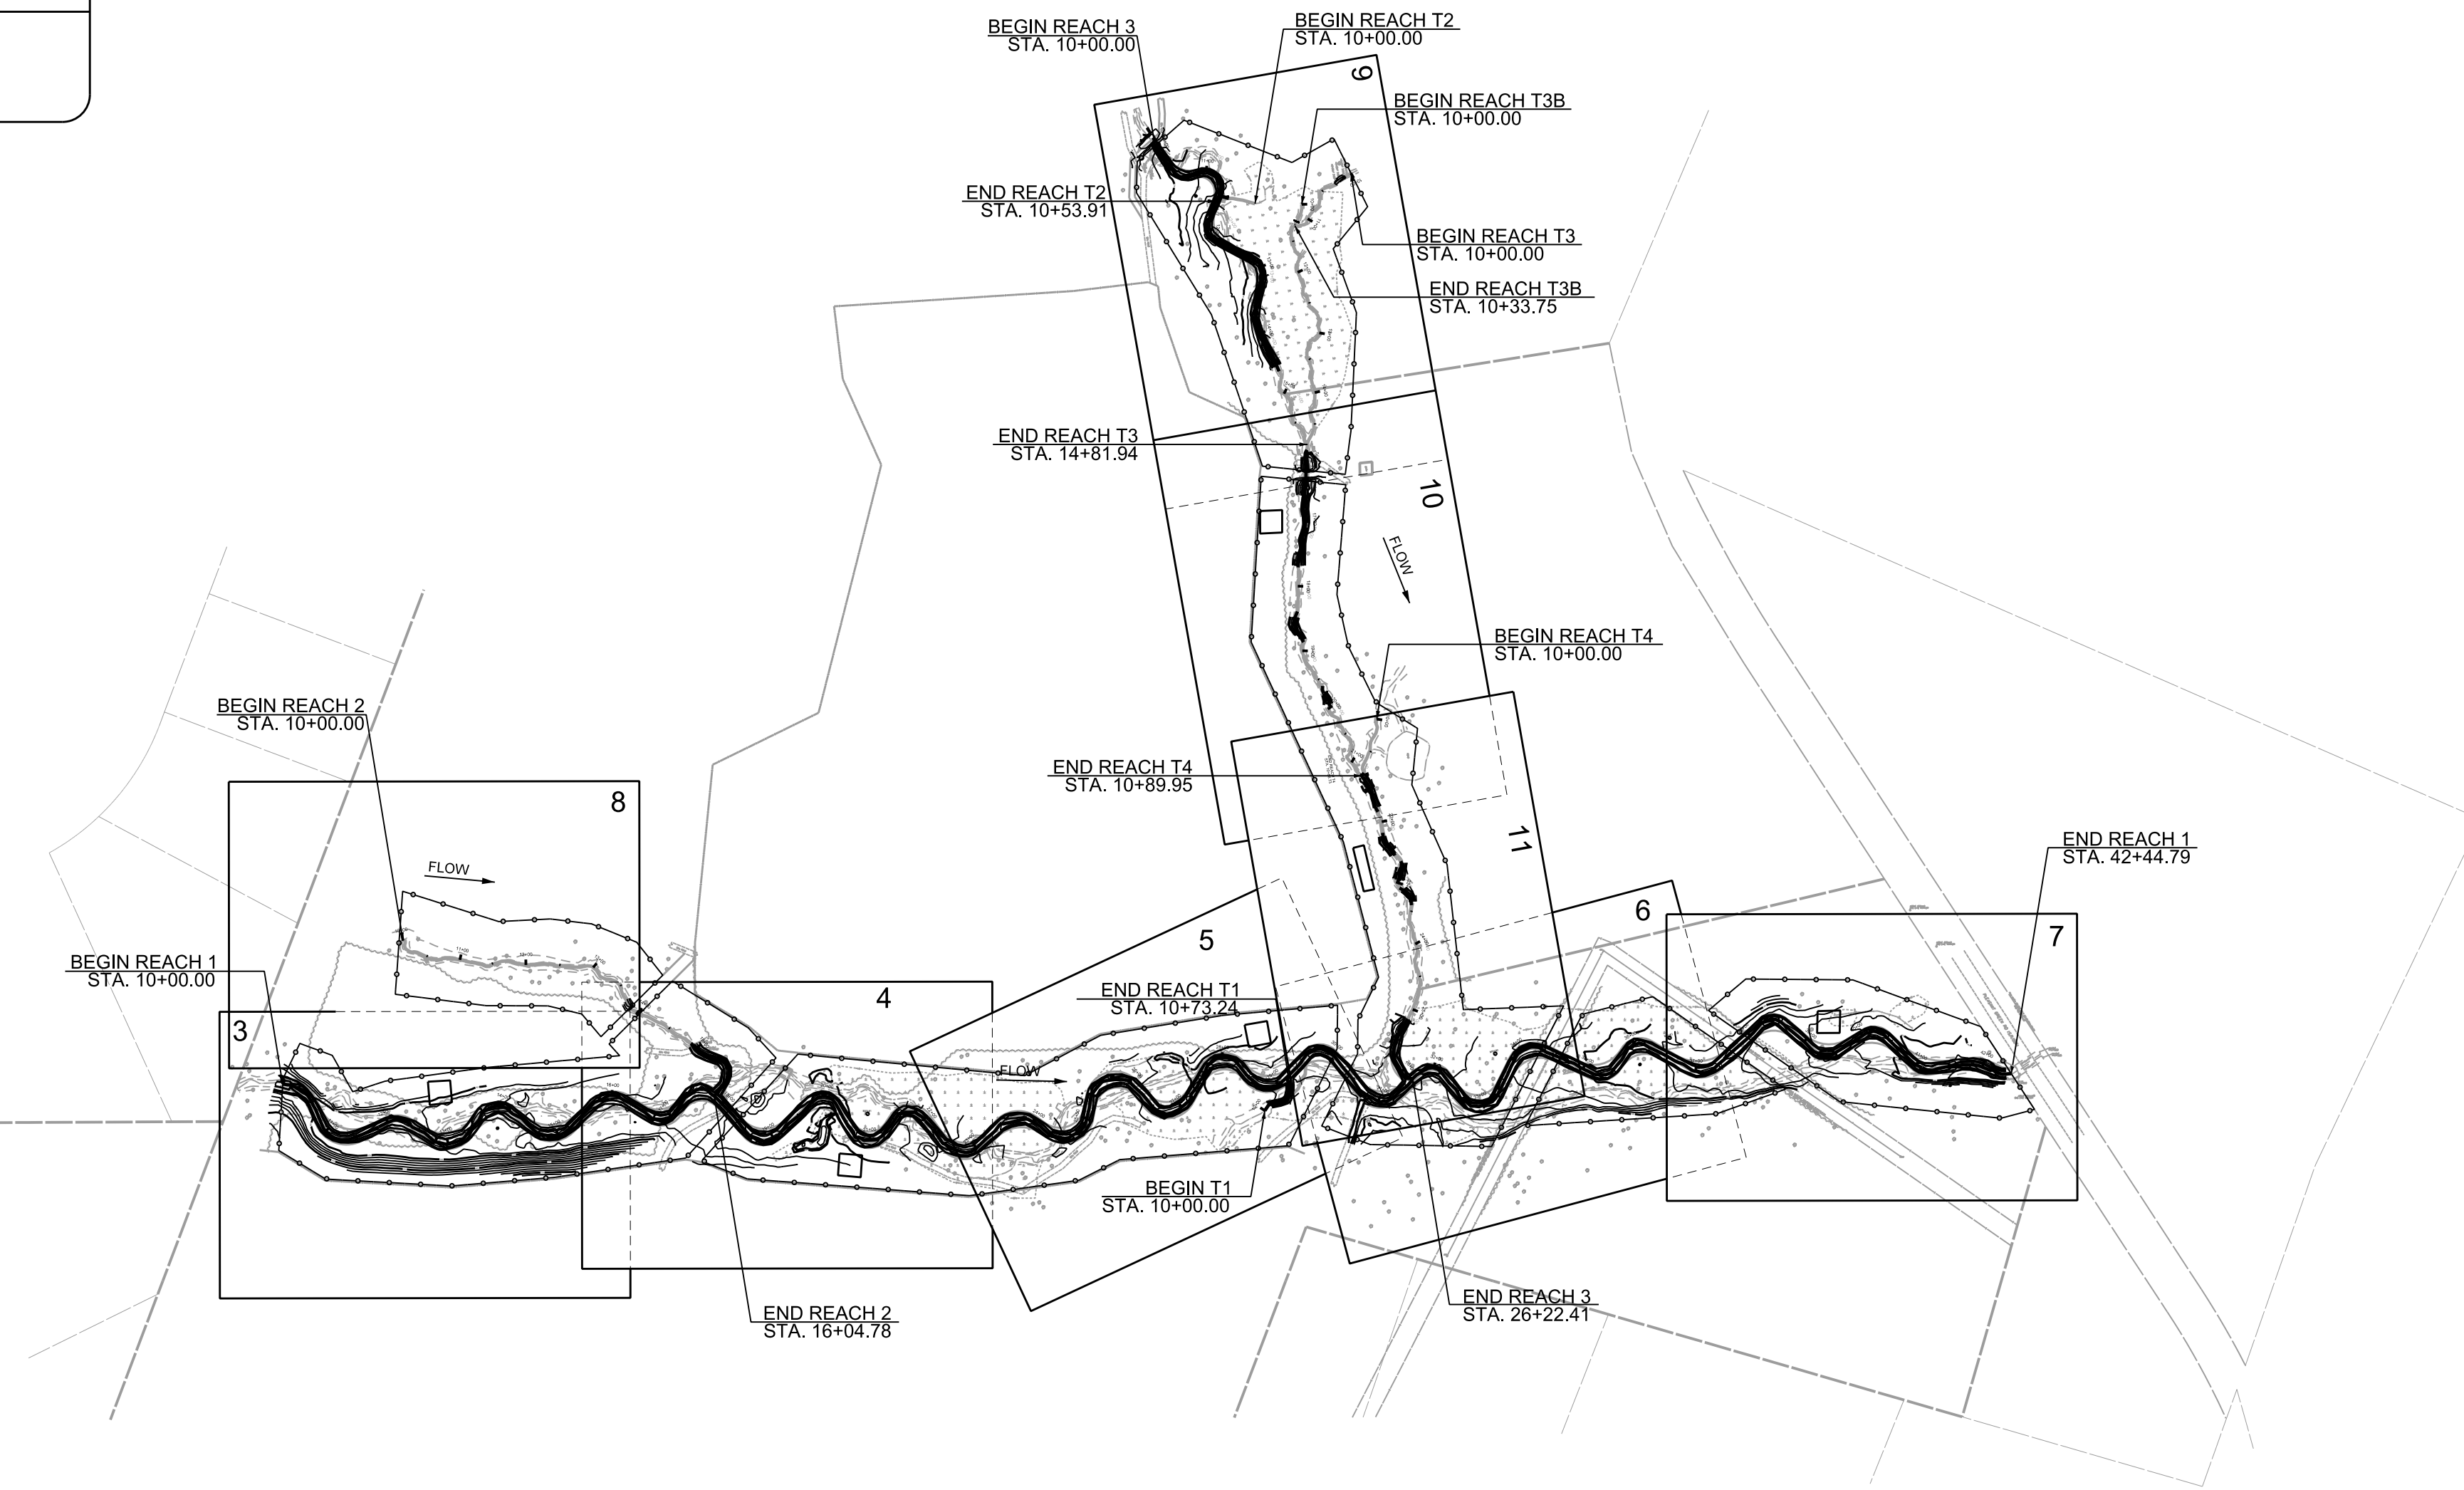 BEGIN REACH 3
STA. 10+00.00
BEGIN REACH T2
STA. 10+00.00
9
BEGIN REACH T3B
STA. 10+00.00
END REACH T2
STA. 10+53.91
BEGIN REACH T3
STA. 10+00.00
END REACH T3B
STA. 10+33.75
END REACH T3
STA. 14+81.94
10
FLOW
BEGIN REACH T4
STA. 10+00.00
BEGIN REACH 2
STA. 10+00.00
END REACH T4
STA. 10+89.95
8
11
END REACH 1
STA. 42+44.79
FLOW
6
5
7
BEGIN REACH 1
STA. 10+00.00
4
END REACH T1
STA. 10+73.24
3
FLOW
BEGIN T1
STA. 10+00.00
END REACH 2
STA. 16+04.78
END REACH 3
STA. 26+22.41